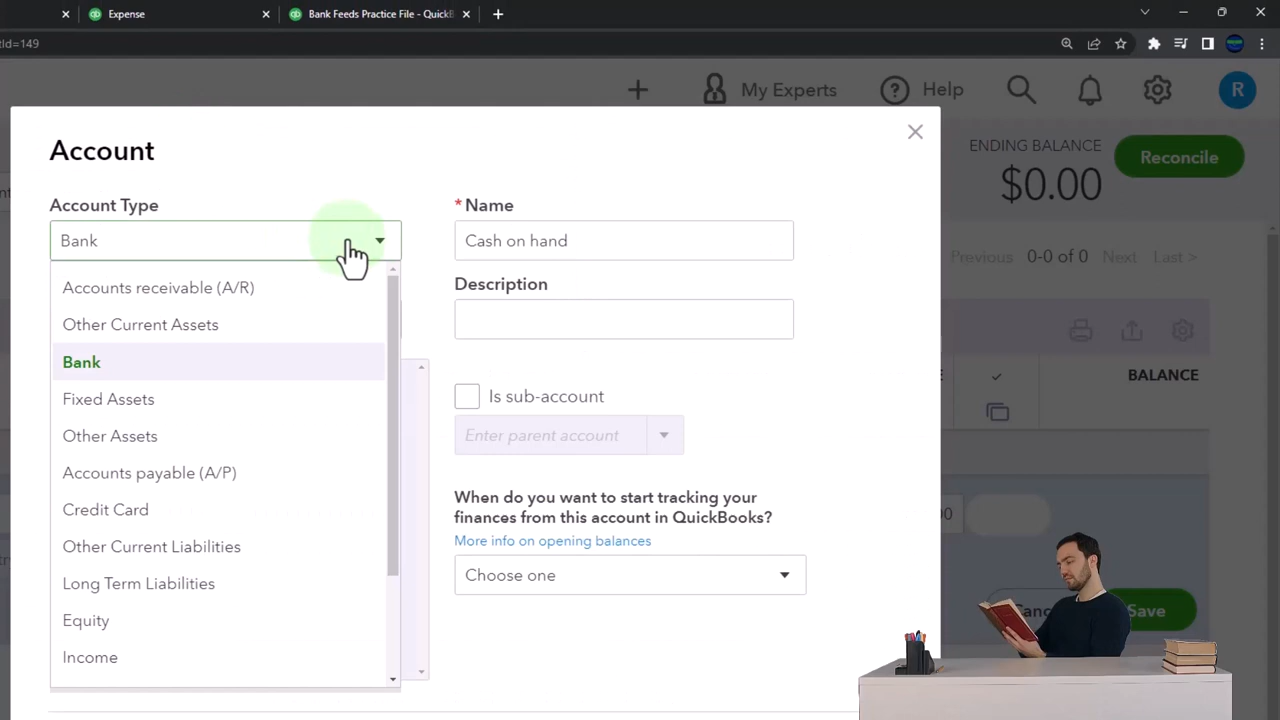 Expense
Bank Feeds Practice File - QuickB
tId=149
My Experts
Help
R
Account
ENDING BALANCE
$0.00
Reconcile
Account Type
Bank
* Name
Cash on hand
Previous 0-0 of 0 Next Last >
Description
Accounts receivable (A/R)
Other Current Assets
Bank
Fixed Assets
Other Assets
Accounts payable (A/P)
Credit Card
Other Current Liabilities
Long Term Liabilities
Equity
Income
BALANCE
Is sub-account
Enter parent account
When do you want to start tracking your
finances from this account in QuickBooks?
More info on opening balances
Choose one
Save